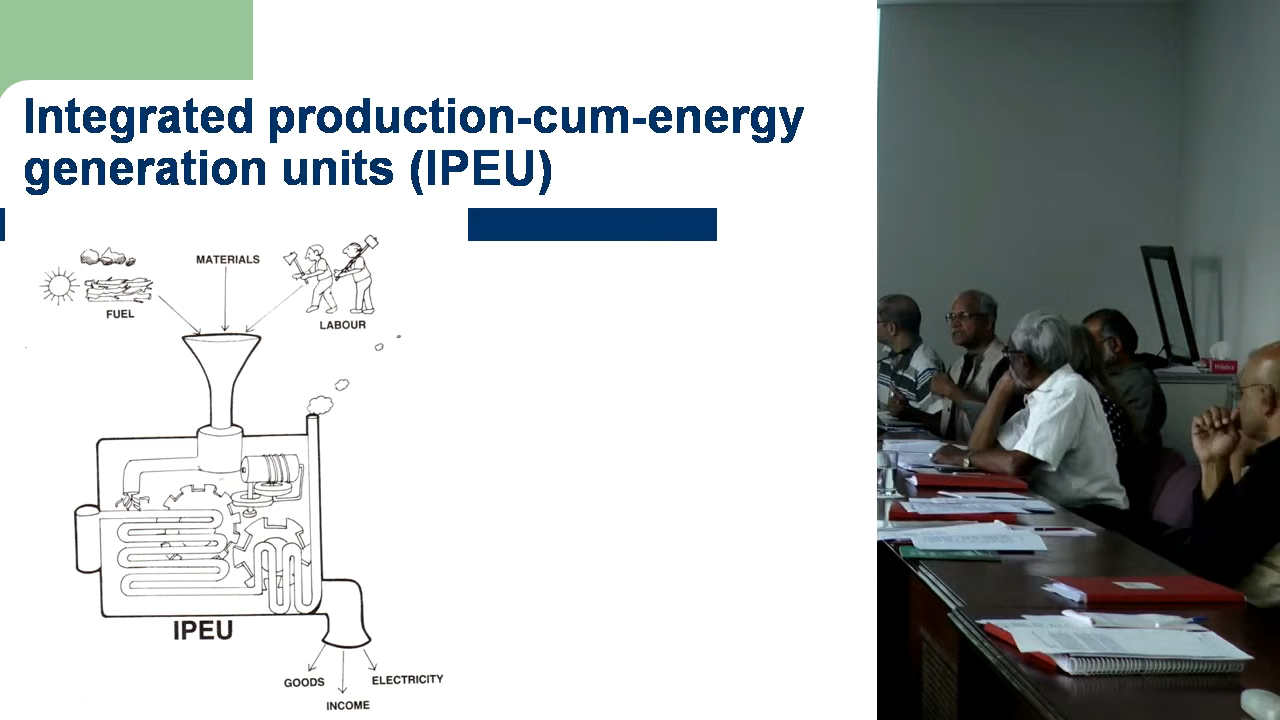 Integrated production-cum-energy
generation units (IPEU)
MATERIALS
FUEL
LABOUR
IPEU
GOODS
ELECTRICITY
INCOME